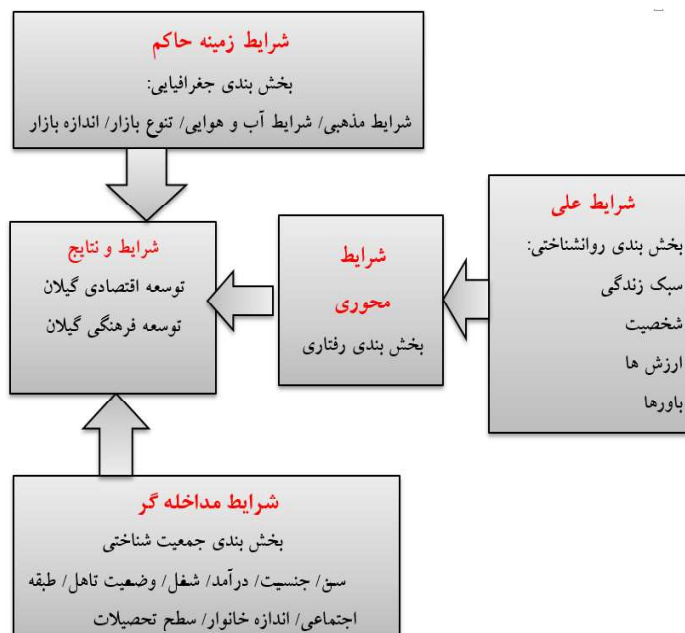 شرایط زمینه حاکم
بخش بندی جغرافیایی:
شرایط مذهبی/ شرایط آب و هوایی/ تنوع بازار/ اندازه بازار
شرایط علی
بخش بندی روانشناختی:
سبک زندگی
شخصیت
ارزش ها
باورها
شرایط
محوری
بخش بندی رفتاری
شرایط و نتایج
توسعه اقتصادی گیلان
توسعه فرهنگی گیلان
شرایط مداخله گر
بخش بندی جمعیت شناختی
سن/ جنسیت/ درآمد/ شغل/ وضعیت تاهل/ طبقه
اجتماعی/ اندازه خانوار/ سطح تحصیلات